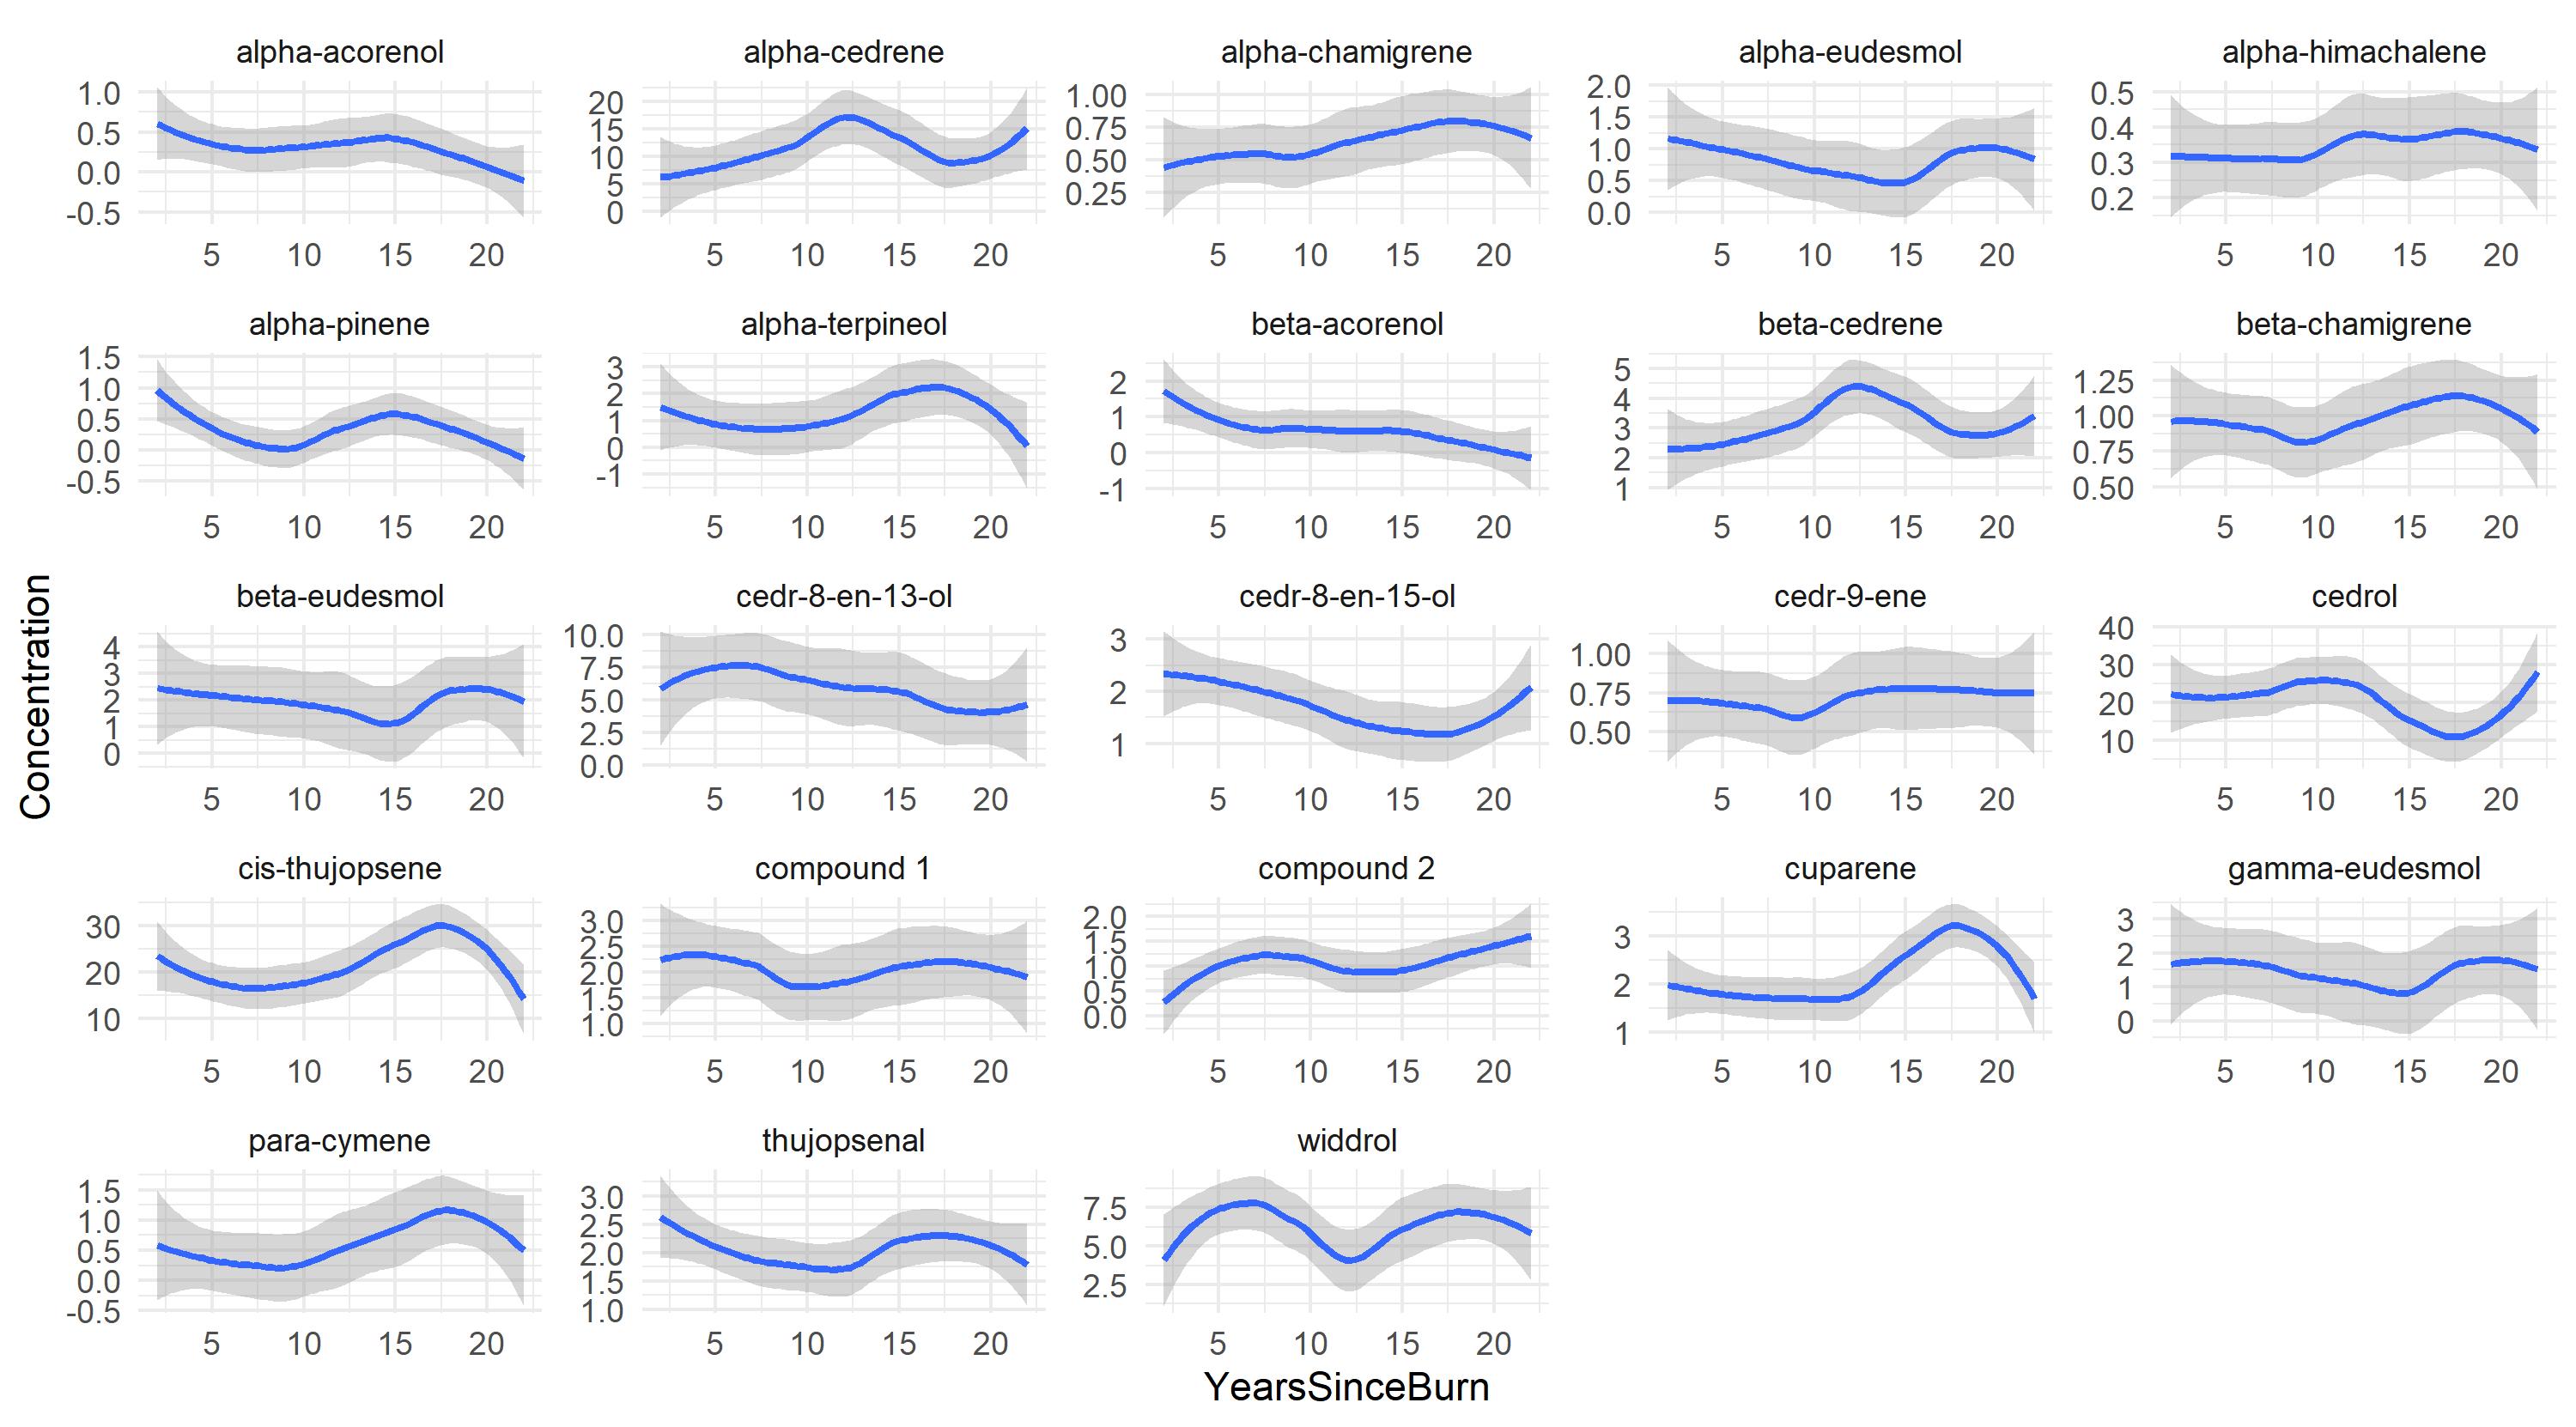 alpha-acorenol
1.0
0.5
0.0
-0.5
5 10 15 20
alpha-cedrene
20
15
10
5
0
5 10 15 20
alpha-chamigrene
1.00
0.75
0.50
0.25
5 10 15 20
alpha-eudesmol
2.0
1.5
1.0
0.5
0.0
5 10 15 20
alpha-himachalene
0.5
0.4
0.3
0.2
5 10 15 20
alpha-pinene
1.5
1.0
0.5
0.0
-0.5
5 10 15 20
alpha-terpineol
3
2
1
0
-1
5 10 15 20
beta-acorenol
2
1
0
-1
5 10 15 20
beta-cedrene
5
4
3
2
1
5 10 15 20
beta-chamigrene
1.25
1.00
0.75
0.50
5 10 15 20
Concentration
beta-eudesmol
4
3
2
1
0
5 10 15 20
cedr-8-en-13-ol
10.0
7.5
5.0
2.5
0.0
5 10 15 20
cedr-8-en-15-ol
3
2
1
5 10 15 20
cedr-9-ene
1.00
0.75
0.50
5 10 15 20
cedrol
40
30
20
10
5 10 15 20
cis-thujopsene
30
20
10
5 10 15 20
compound 1
3.0
2.5
2.0
1.5
1.0
5 10 15 20
compound 2
2.0
1.5
1.0
0.5
0.0
5 10 15 20
cuparene
3
2
1
5 10 15 20
gamma-eudesmol
3
2
1
0
5 10 15 20
para-cymene
1.5
1.0
0.5
0.0
-0.5
5 10 15 20
thujopsenal
3.0
2.5
2.0
1.5
1.0
5 10 15 20
widdrol
7.5
5.0
2.5
5 10 15 20
YearsSinceBurn